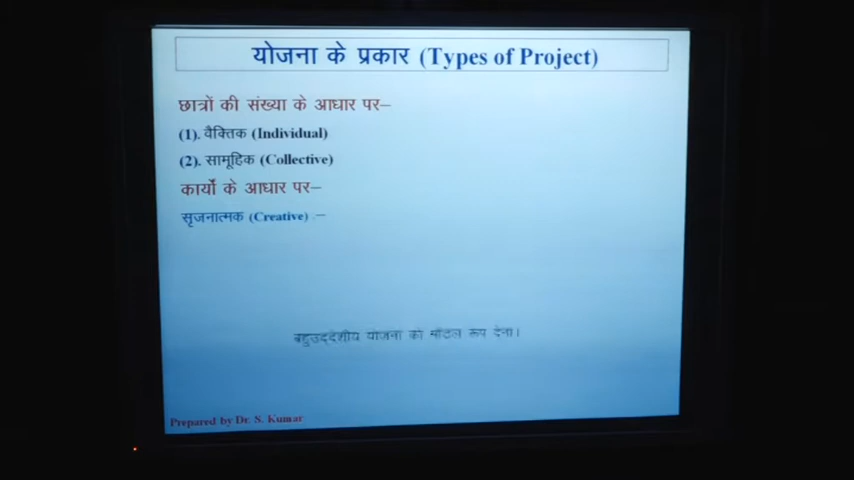 योजना के प्रकार (Types of Project)
छात्रों की संख्या के आधार पर–
(1). वैक्तिक (Individual)
(2). सामूहिक (Collective)
कार्यों के आधार पर–
सृजनात्मक (Creative) –
बहुउद्देशीय योजना को मॉडल रूप देना।
Prepared by Dr. S. Kumar